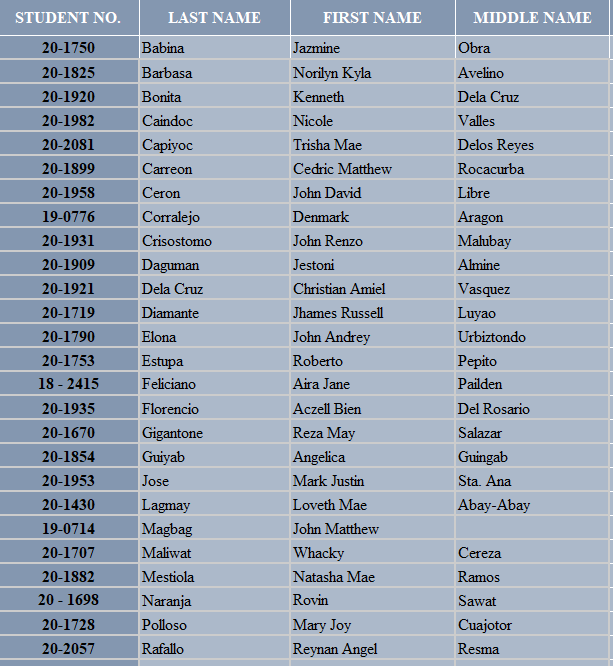 STUDENT NO. LAST NAME FIRST NAME MIDDLE NAME
20-1750 Babina Jazmine Obra
20-1825 Barbasa Norilyn Kyla Avelino
20-1920 Bonita Kenneth Dela Cruz
20-1982 Caindoc Nicole Valles
20-2081 Capiyoc Trisha Mae Delos Reyes
20-1899 Carreon Cedric Matthew Rocacurba
20-1958 Ceron John David Libre
19-0776 Corralejo Denmark Aragon
20-1931 Crisostomo John Renzo Malubay
20-1909 Daguman Jestoni Almine
20-1921 Dela Cruz Christian Amiel Vasquez
20-1719 Diamante Jhames Russell Luyao
20-1790 Elona John Andrey Urbiztondo
20-1753 Estupa Roberto Pepito
18 - 2415 Feliciano Aira Jane Pailden
20-1935 Florencio Aczell Bien Del Rosario
20-1670 Gigantone Reza May Salazar
20-1854 Guiyab Angelica Guingab
20-1953 Jose Mark Justin Sta. Ana
20-1430 Lagmay Loveth Mae Abay-Abay
19-0714 Magbag John Matthew
20-1707 Maliwat Whacky Cereza
20-1882 Mestiola Natasha Mae Ramos
20 - 1698 Naranja Rovin Sawat
20-1728 Polloso Mary Joy Cuajotor
20-2057 Rafallo Reynan Angel Resma